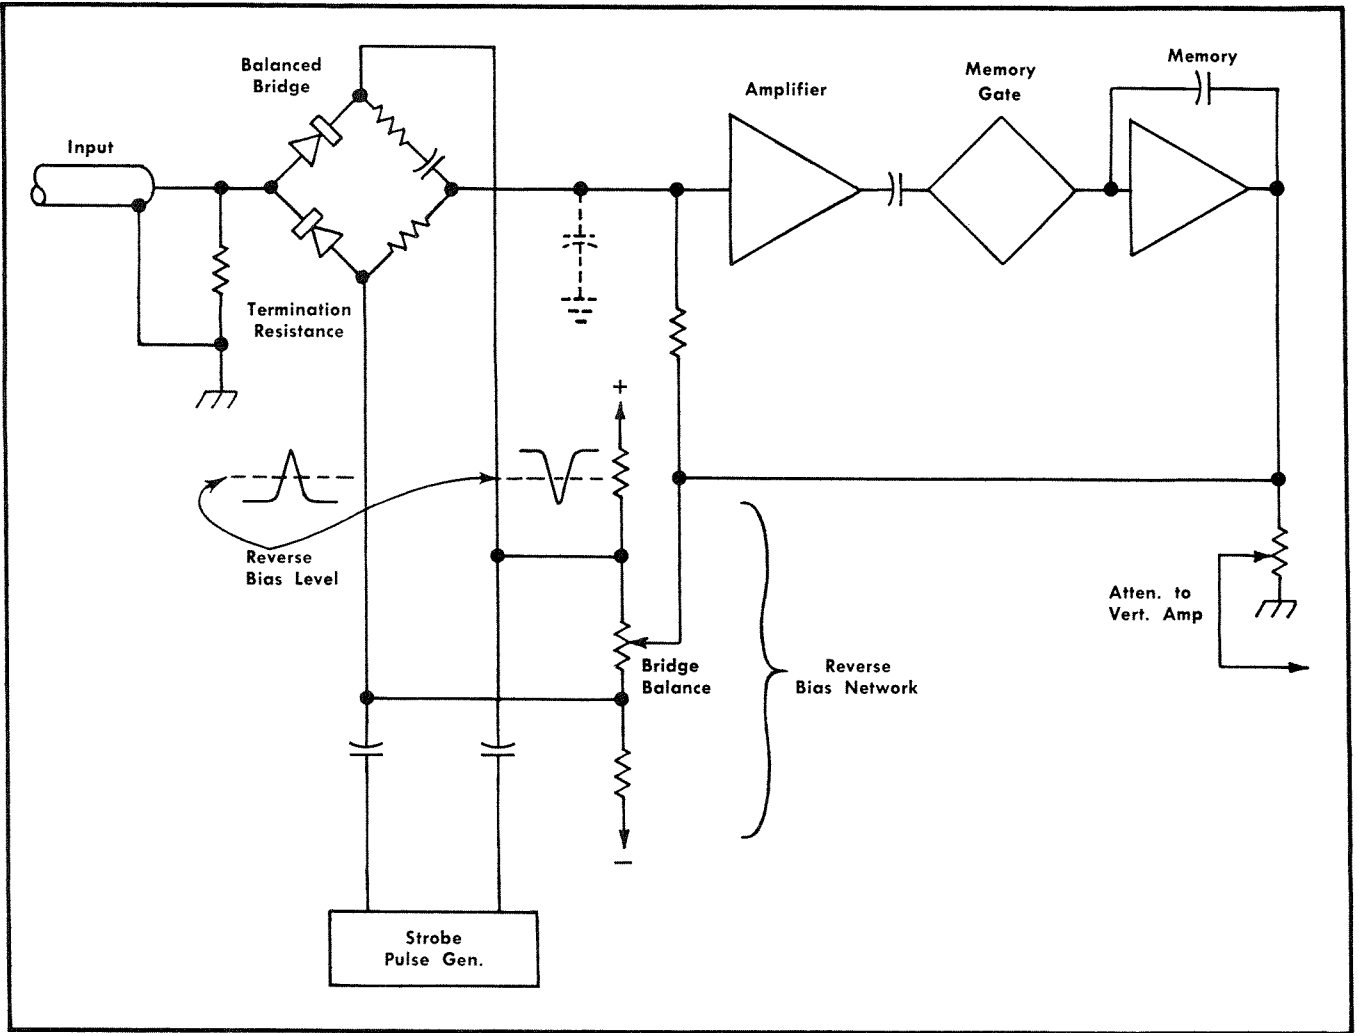 Balanced
Bridge
Input
Amplifier
Memory
Gate
Memory
Termination
Resistance
+
Reverse
Bias Level
Bridge
Balance
Reverse
Bias Network
Atten. to
Vert. Amp
−
Strobe
Pulse Gen.